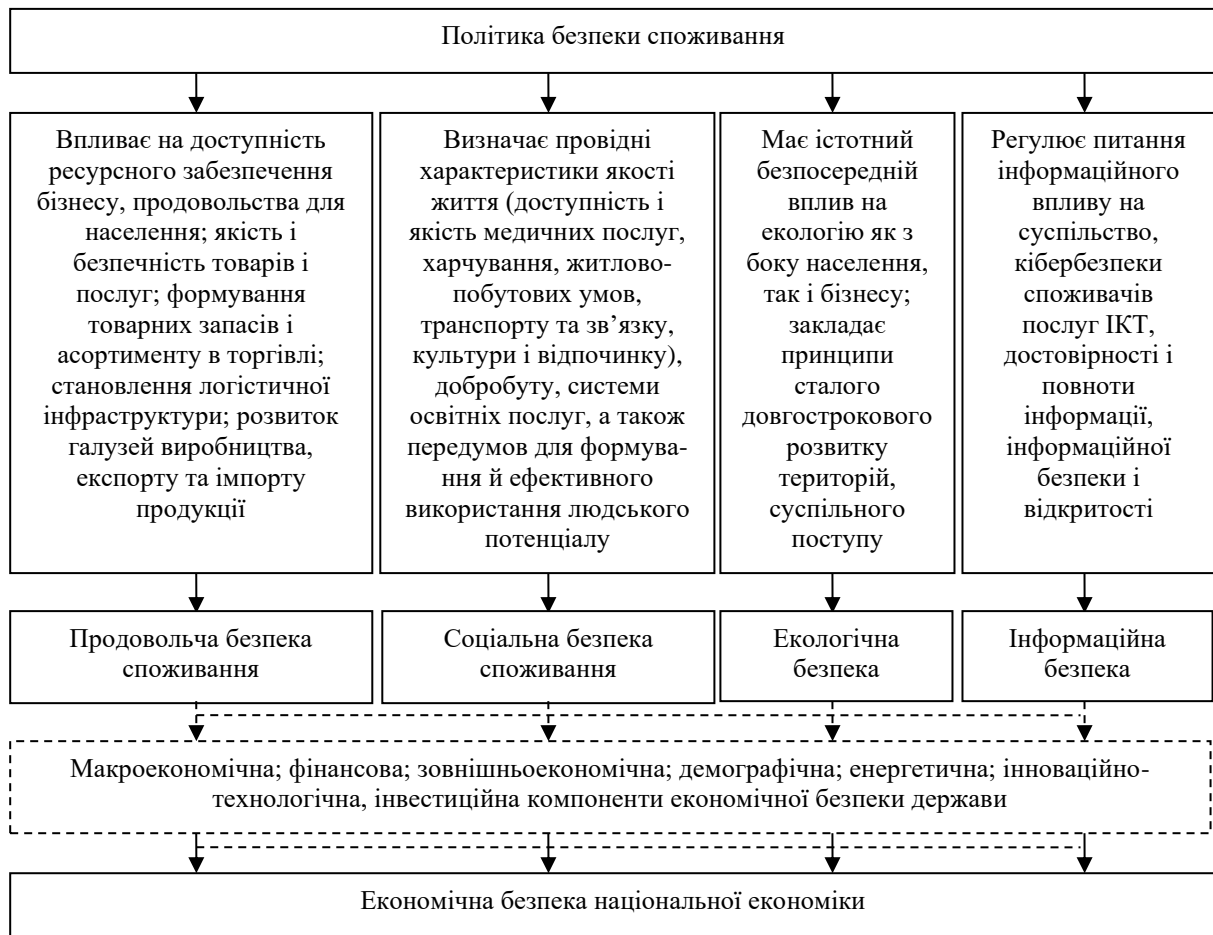 Політика безпеки споживання
Впливає на доступність
ресурсного забезпечення
бізнесу, продовольства для
населення; якість і
безпечність товарів і
послуг; формування
товарних запасів і
асортименту в торгівлі;
становлення логістичної
інфраструктури; розвиток
галузей виробництва,
експорту та імпорту
продукції
Визначає провідні
характеристики якості
життя (доступність і
якість медичних послуг,
харчування, житлово-
побутових умов,
транспорту та зв’язку,
культури і відпочинку),
добробуту, системи
освітніх послуг, а також
передумов для формува-
ння й ефективного
використання людського
потенціалу
Має істотний
безпосередній
вплив на
екологію як з
боку населення,
так і бізнесу;
закладає
принципи
сталого
довгострокового
розвитку
територій,
суспільного
поступу
Регулює питання
інформаційного
впливу на
суспільство,
кібербезпеки
споживачів
послуг ІКТ,
достовірності і
повноти
інформації,
інформаційної
безпеки і
відкритості
Продовольча безпека
споживання
Соціальна безпека
споживання
Екологічна
безпека
Інформаційна
безпека
Макроекономічна; фінансова; зовнішньоекономічна; демографічна; енергетична; інноваційно-
технологічна, інвестиційна компоненти економічної безпеки держави
Економічна безпека національної економіки